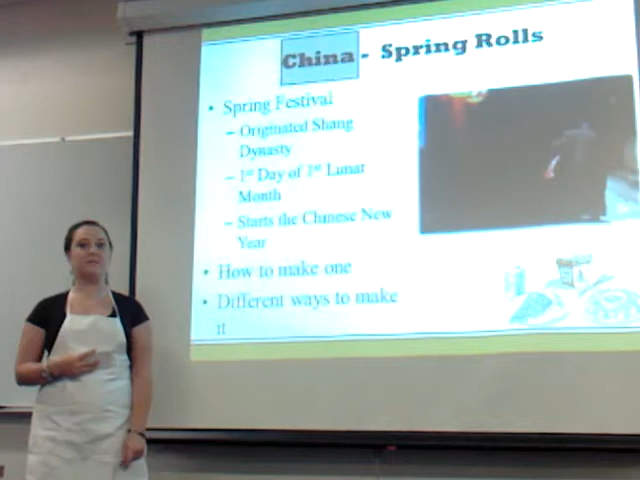 China - Spring Rolls
• Spring Festival
– Originated Shang
Dynasty
– 1st Day of 1st Lunar
Month
– Starts the Chinese New
Year
• How to make one
• Different ways to make
it